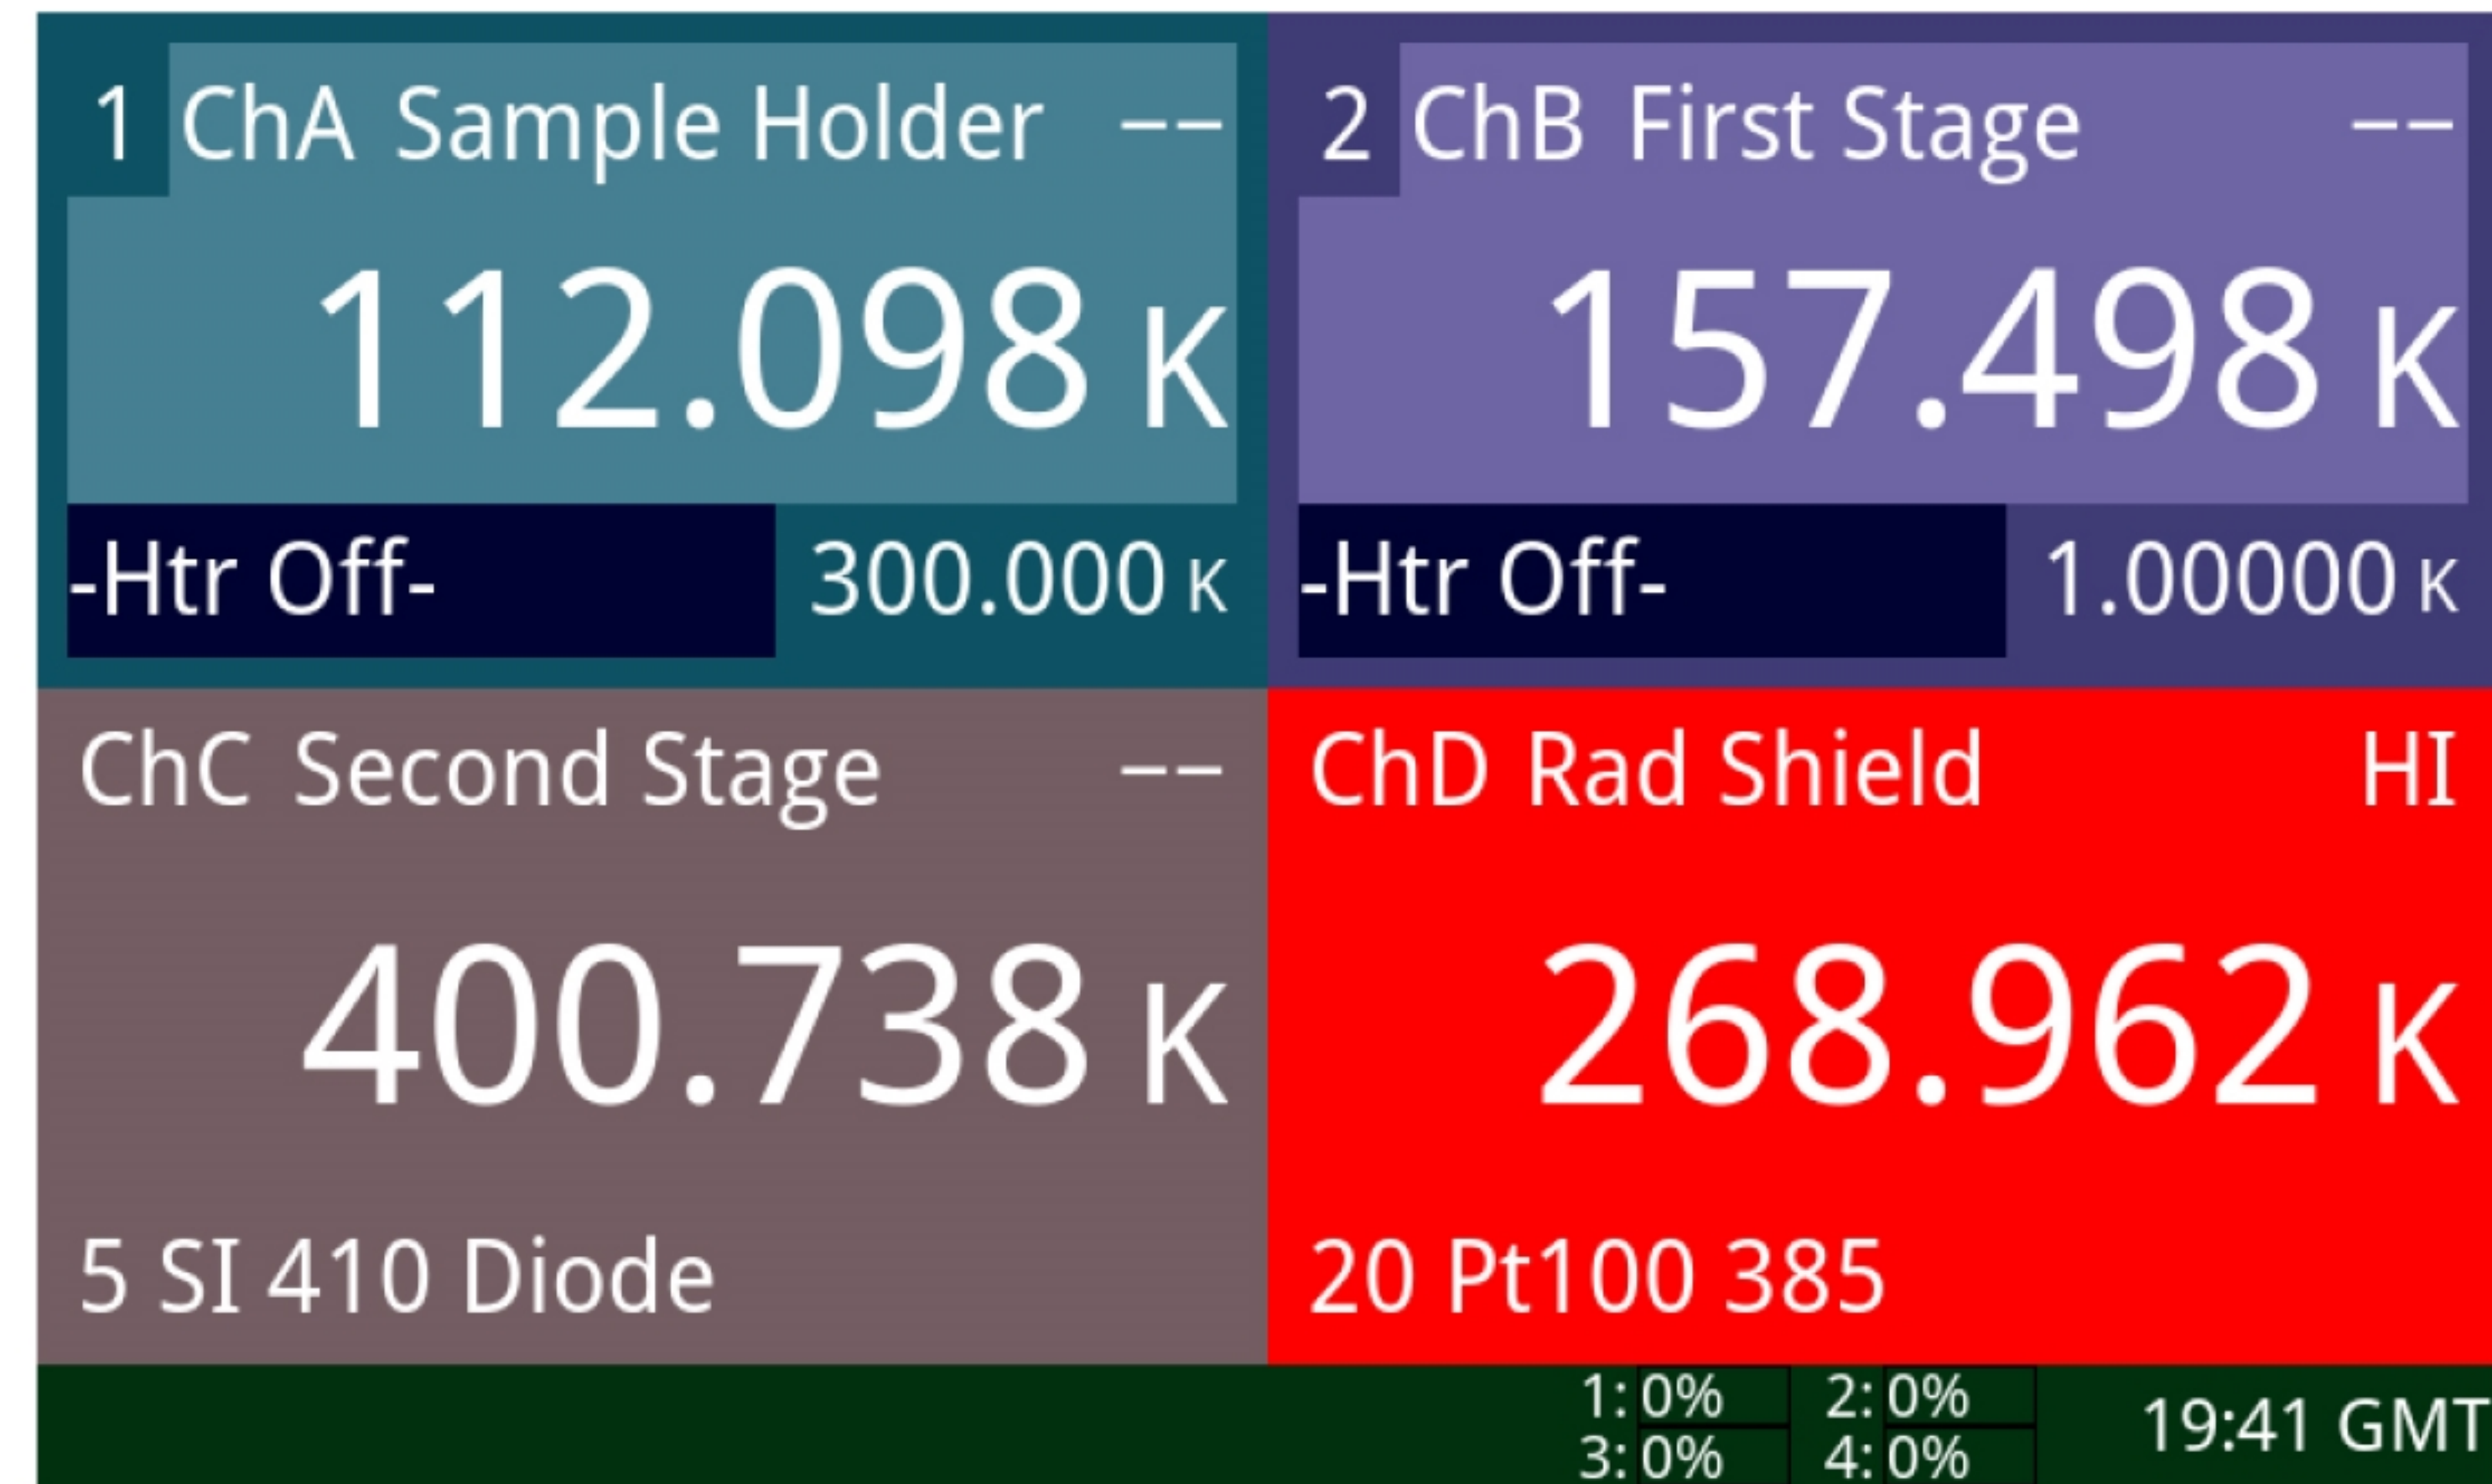 1 ChA Sample Holder --
112.098 K
-Htr Off- 300.000 K
2 ChB First Stage --
157.498 K
-Htr Off- 1.00000 K
ChC Second Stage --
400.738 K
5 SI 410 Diode
ChD Rad Shield HI
268.962 K
20 Pt100 385
1: 0% 2: 0%
3: 0% 4: 0%
19:41 GMT